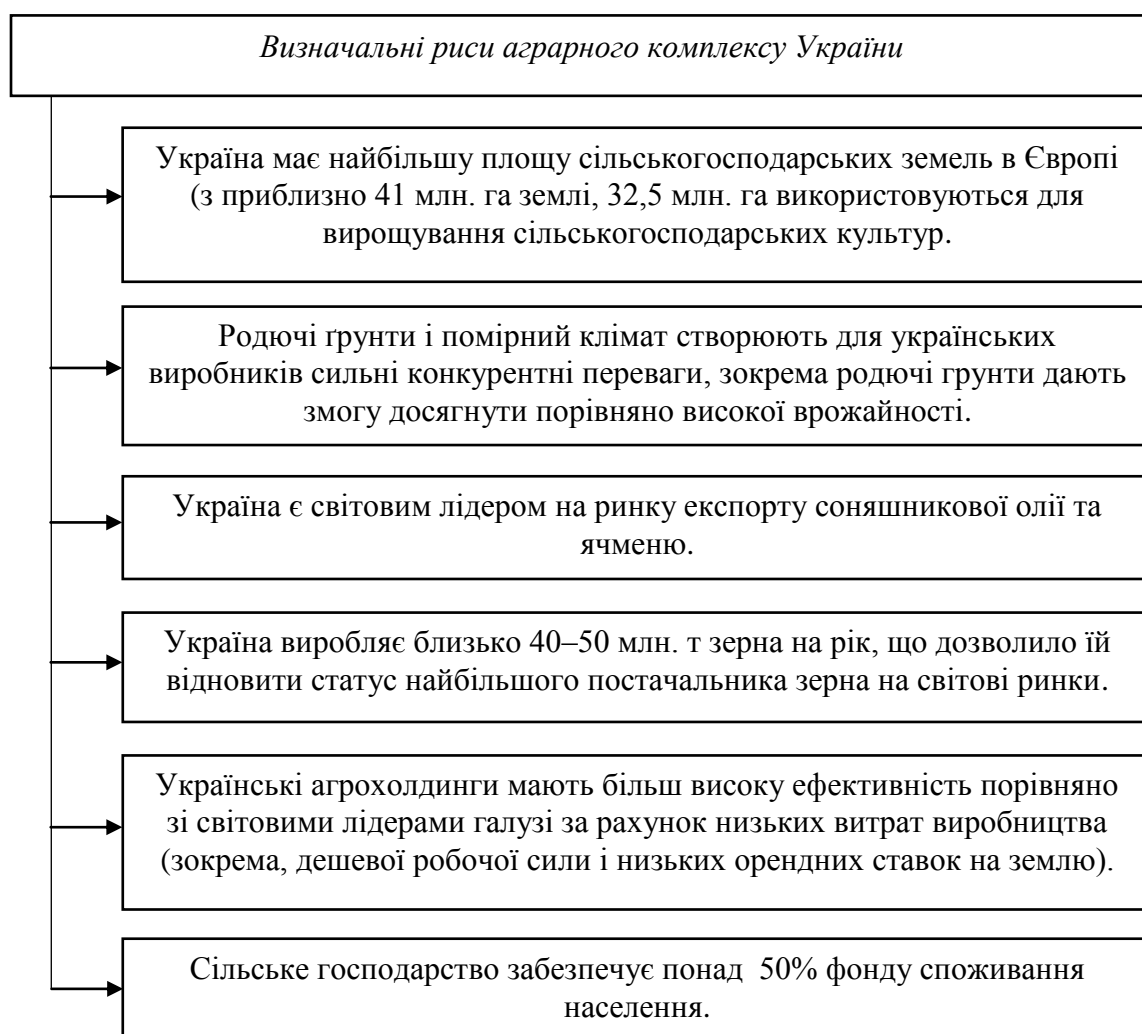 Визначальні риси аграрного комплексу України
Україна має найбільшу площу сільськогосподарських земель в Європі
(з приблизно 41 млн. га землі, 32,5 млн. га використовуються для
вирощування сільськогосподарських культур.
Родючі ґрунти і помірний клімат створюють для українських
виробників сильні конкурентні переваги, зокрема родючі грунти дають
змогу досягнути порівняно високої врожайності.
Україна є світовим лідером на ринку експорту соняшникової олії та
ячменю.
Україна виробляє близько 40–50 млн. т зерна на рік, що дозволило їй
відновити статус найбільшого постачальника зерна на світові ринки.
Українські агрохолдинги мають більш високу ефективність порівняно
зі світовими лідерами галузі за рахунок низьких витрат виробництва
(зокрема, дешевої робочої сили і низьких орендних ставок на землю).
Сільське господарство забезпечує понад 50% фонду споживання
населення.